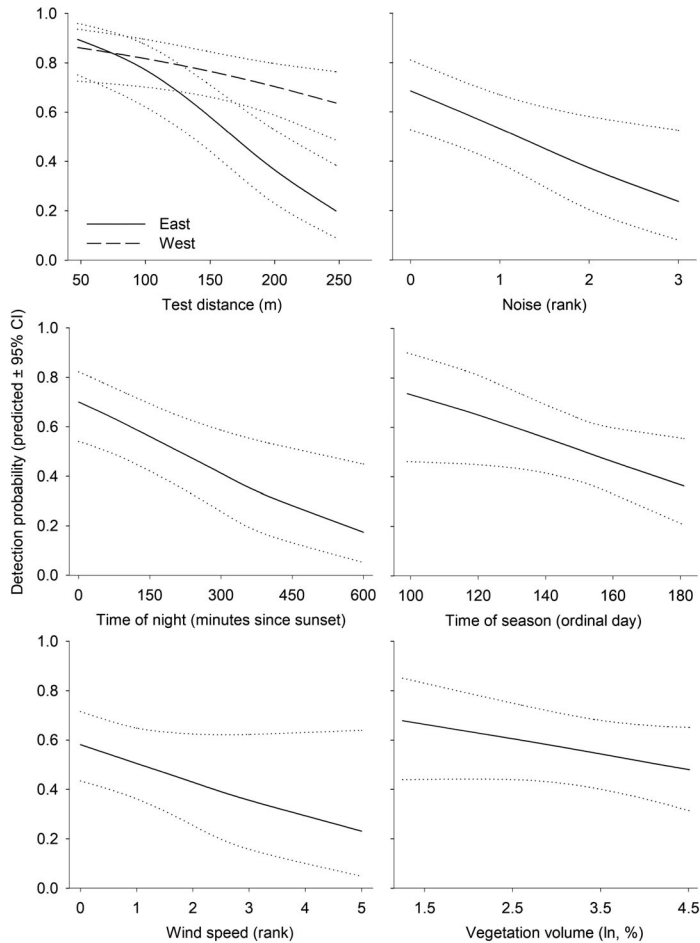 Detection probability (predicted ± 95% CI)
1.0
0.8
0.6
0.4
0.2
0.0
East
West
50 100 150 200 250
Test distance (m)
0 1 2 3
Noise (rank)
1.0
0.8
0.6
0.4
0.2
0.0
0 150 300 450 600
Time of night (minutes since sunset)
100 120 140 160 180
Time of season (ordinal day)
1.0
0.8
0.6
0.4
0.2
0.0
0 1 2 3 4 5
Wind speed (rank)
1.5 2.5 3.5 4.5
Vegetation volume (ln, %)